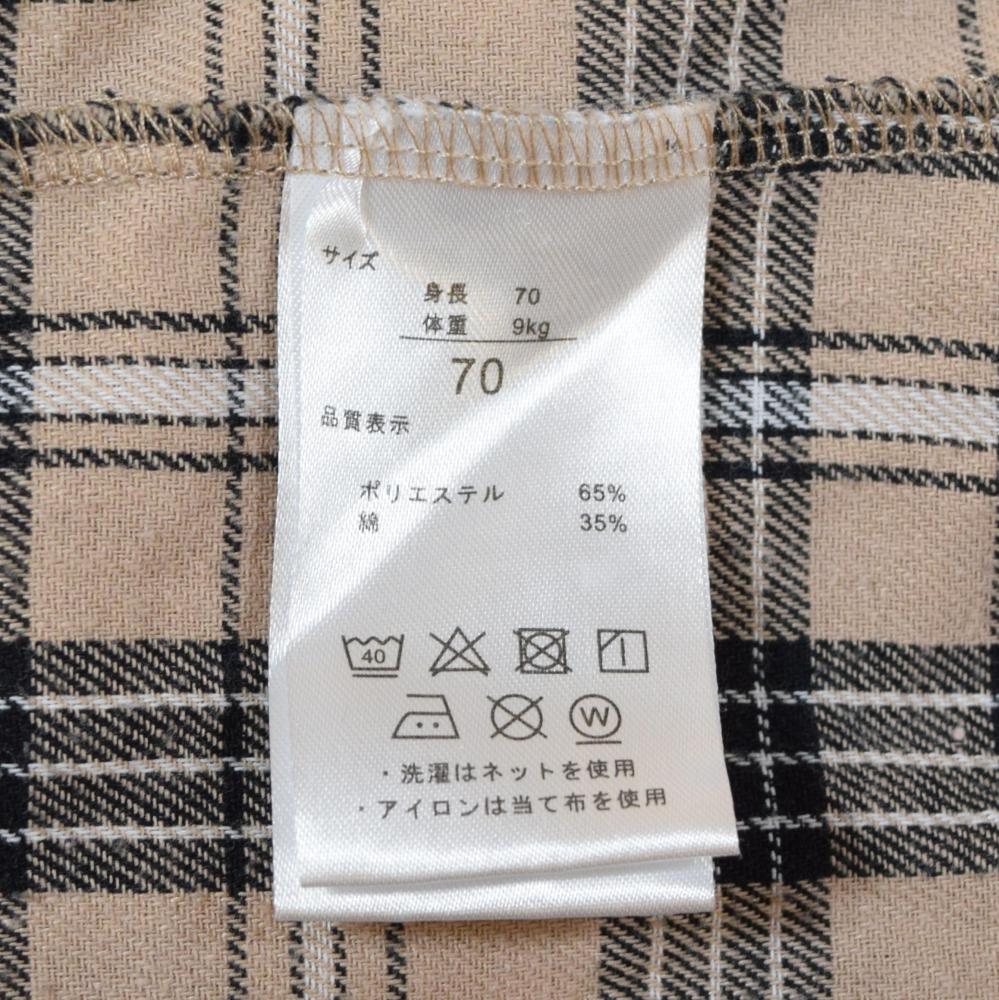 サイズ
身長 70
体重 9kg
70
品質表示
ポリエステル 65%
綿 35%
40
W
・洗濯はネットを使用
・アイロンは当て布を使用